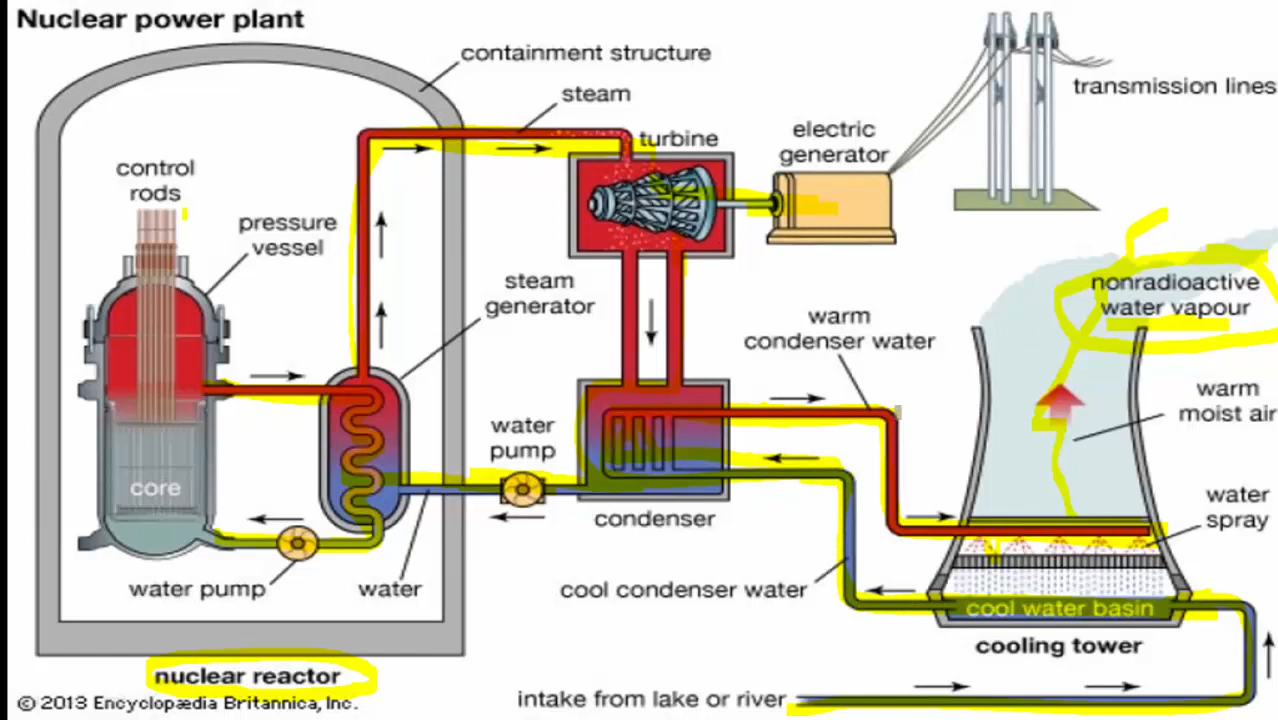 Nuclear power plant
containment structure
steam
turbine
electric
generator
transmission lines
control
rods
pressure
vessel
steam
generator
nonradioactive
water vapour
warm
condenser water
warm
moist air
water
pump
core
condenser
water
spray
water pump
water
cool condenser water
cool water basin
cooling tower
nuclear reactor
intake from lake or river
© 2013 Encyclopædia Britannica, Inc.